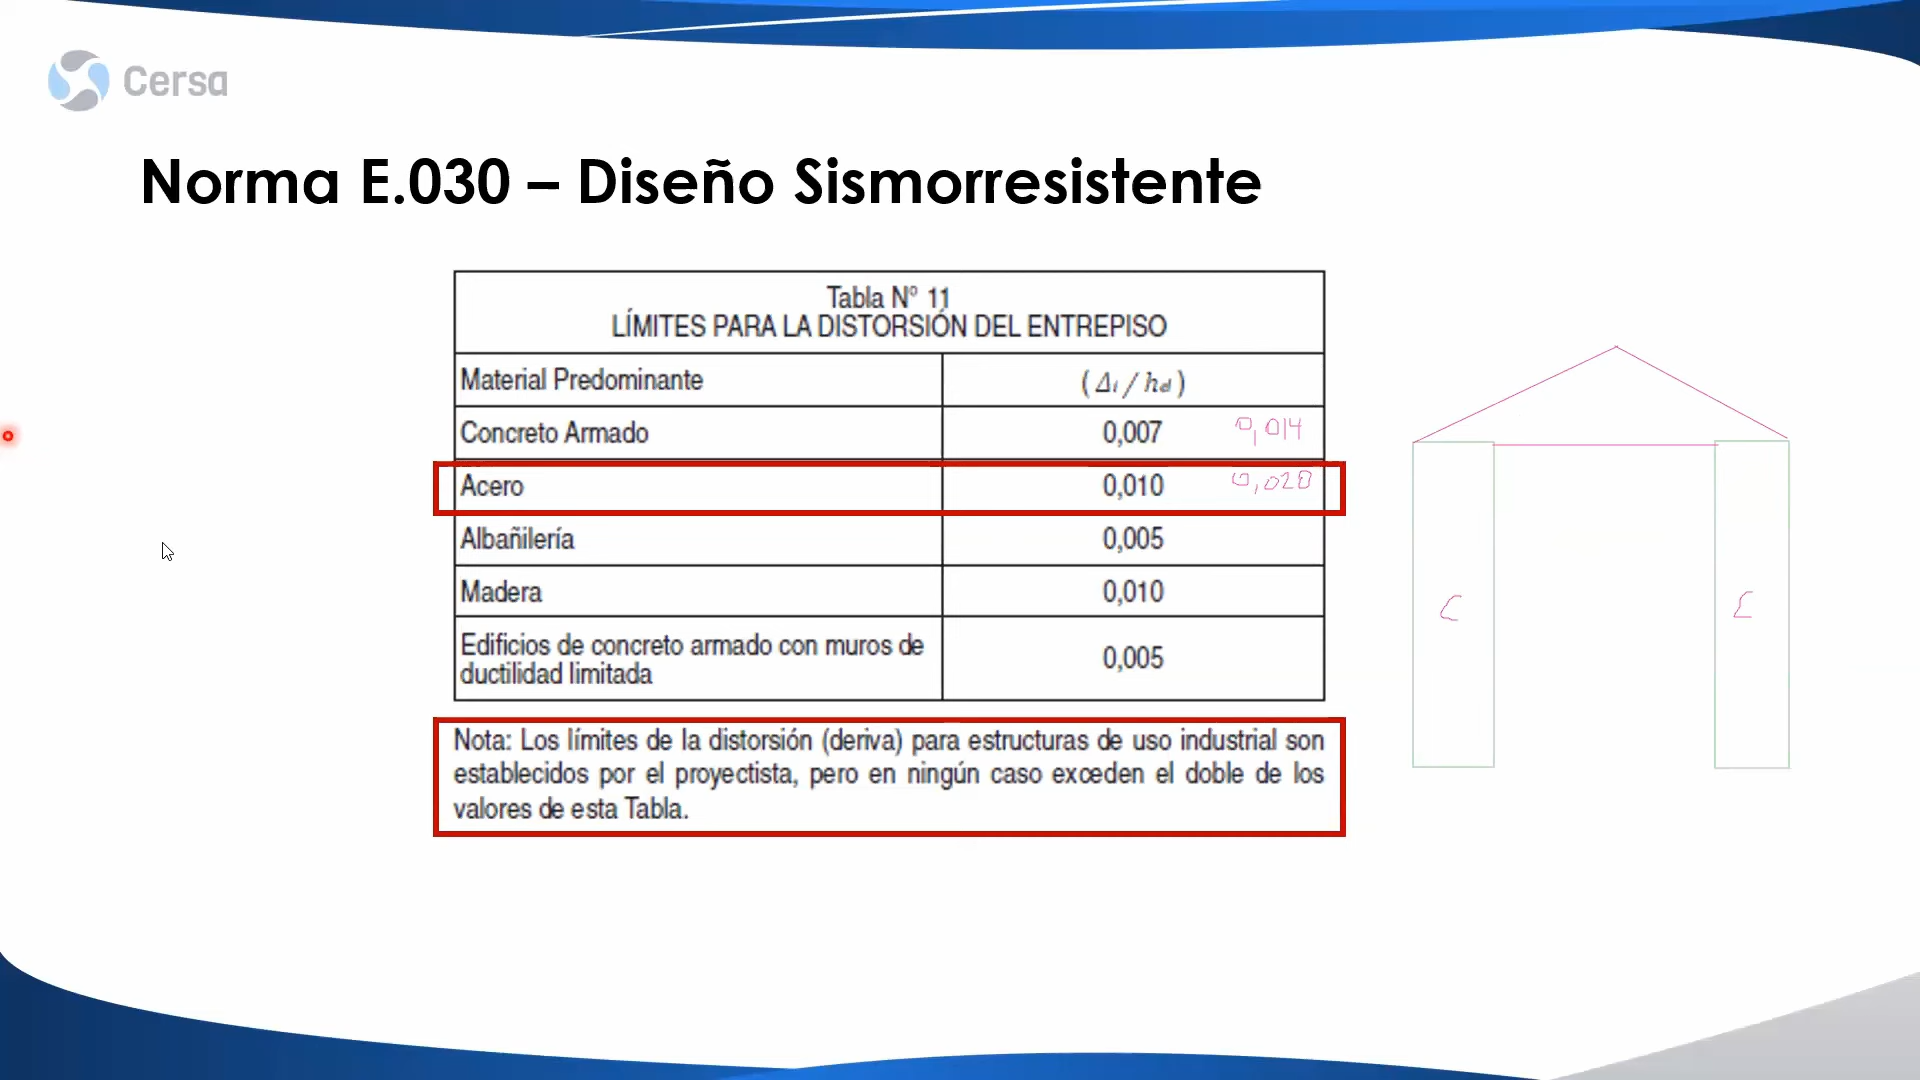 Cersa
Norma E.030 – Diseño Sismorresistente
Tabla N° 11
LÍMITES PARA LA DISTORSIÓN DEL ENTREPISO
Material Predominante (Δi / hei)
Concreto Armado 0,007 0,014
Acero 0,010 0,020
Albañilería 0,005
Madera 0,010
Edificios de concreto armado con muros de
ductilidad limitada 0,005
Nota: Los límites de la distorsión (deriva) para estructuras de uso industrial son
establecidos por el proyectista, pero en ningún caso exceden el doble de los
valores de esta Tabla.
C